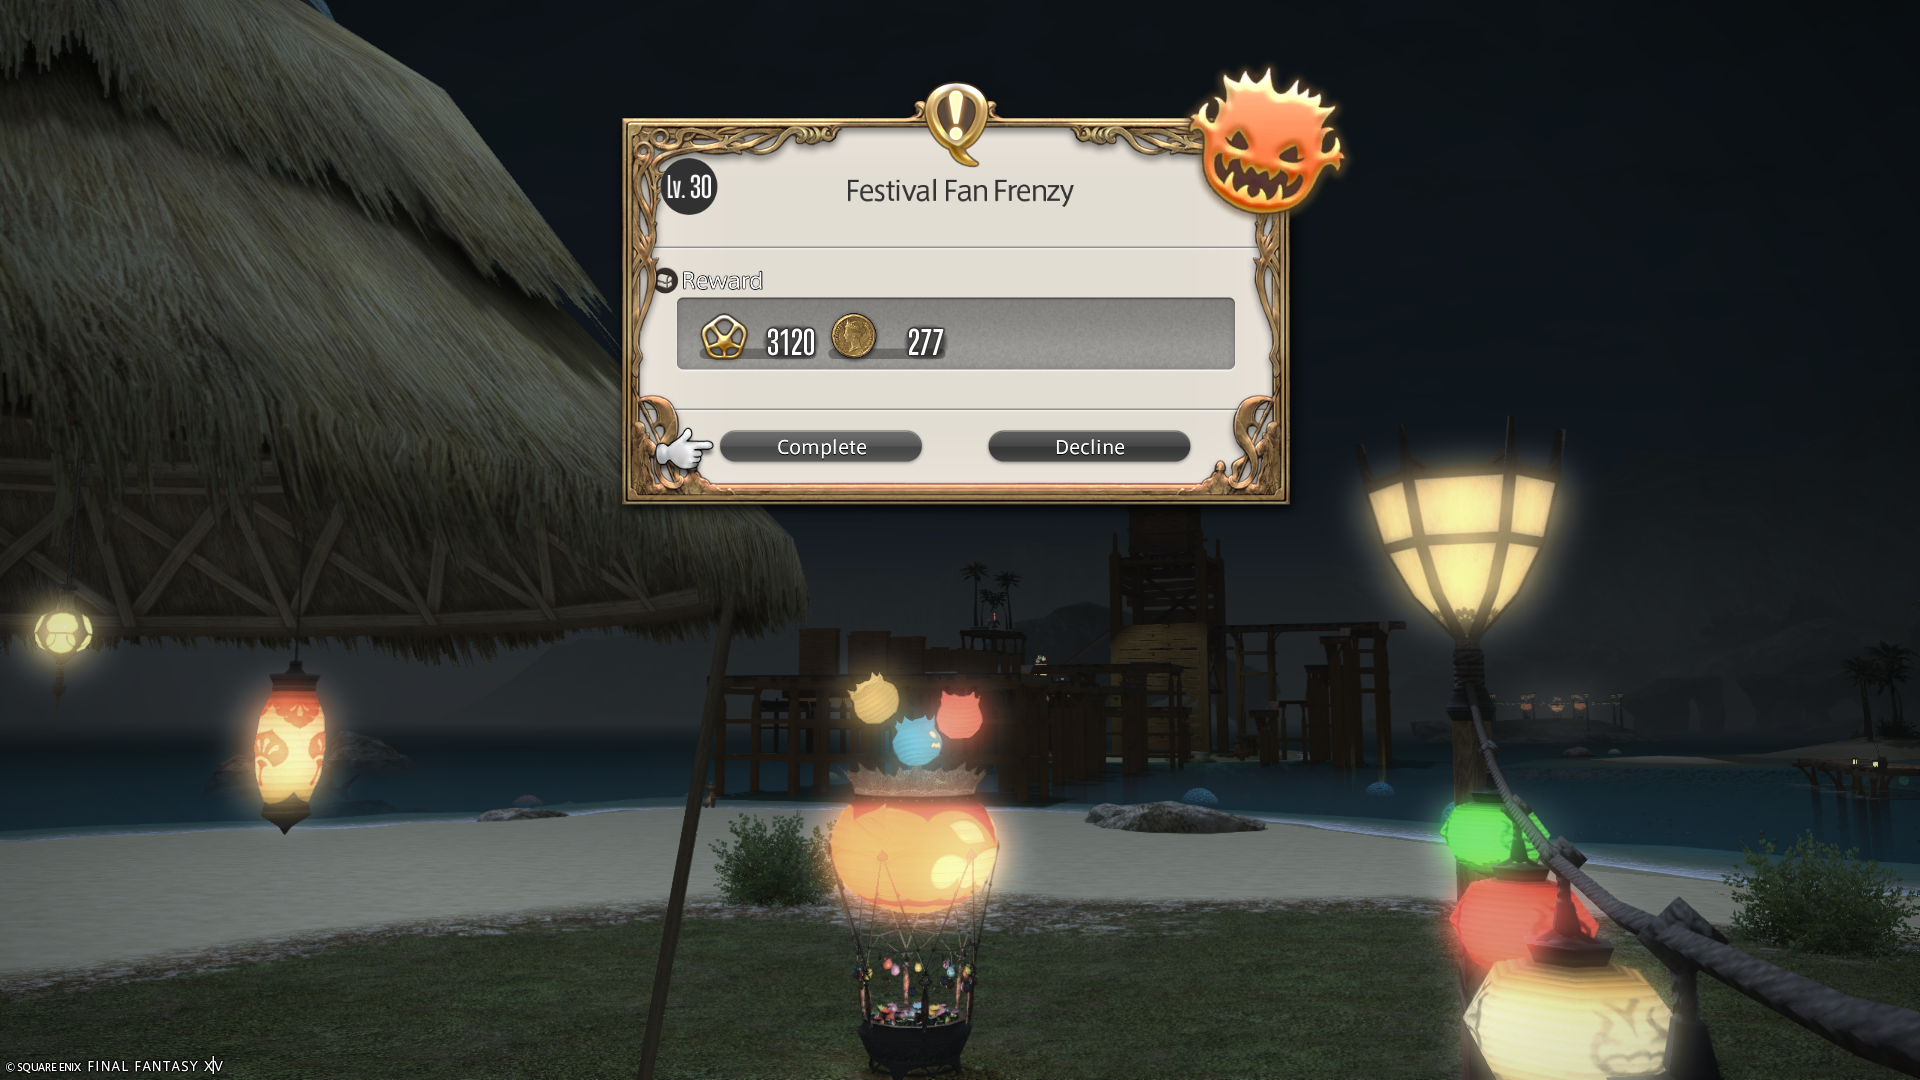 Lv. 30
Festival Fan Frenzy
Reward
3120 277
Complete Decline
© SQUARE ENIX FINAL FANTASY XIV